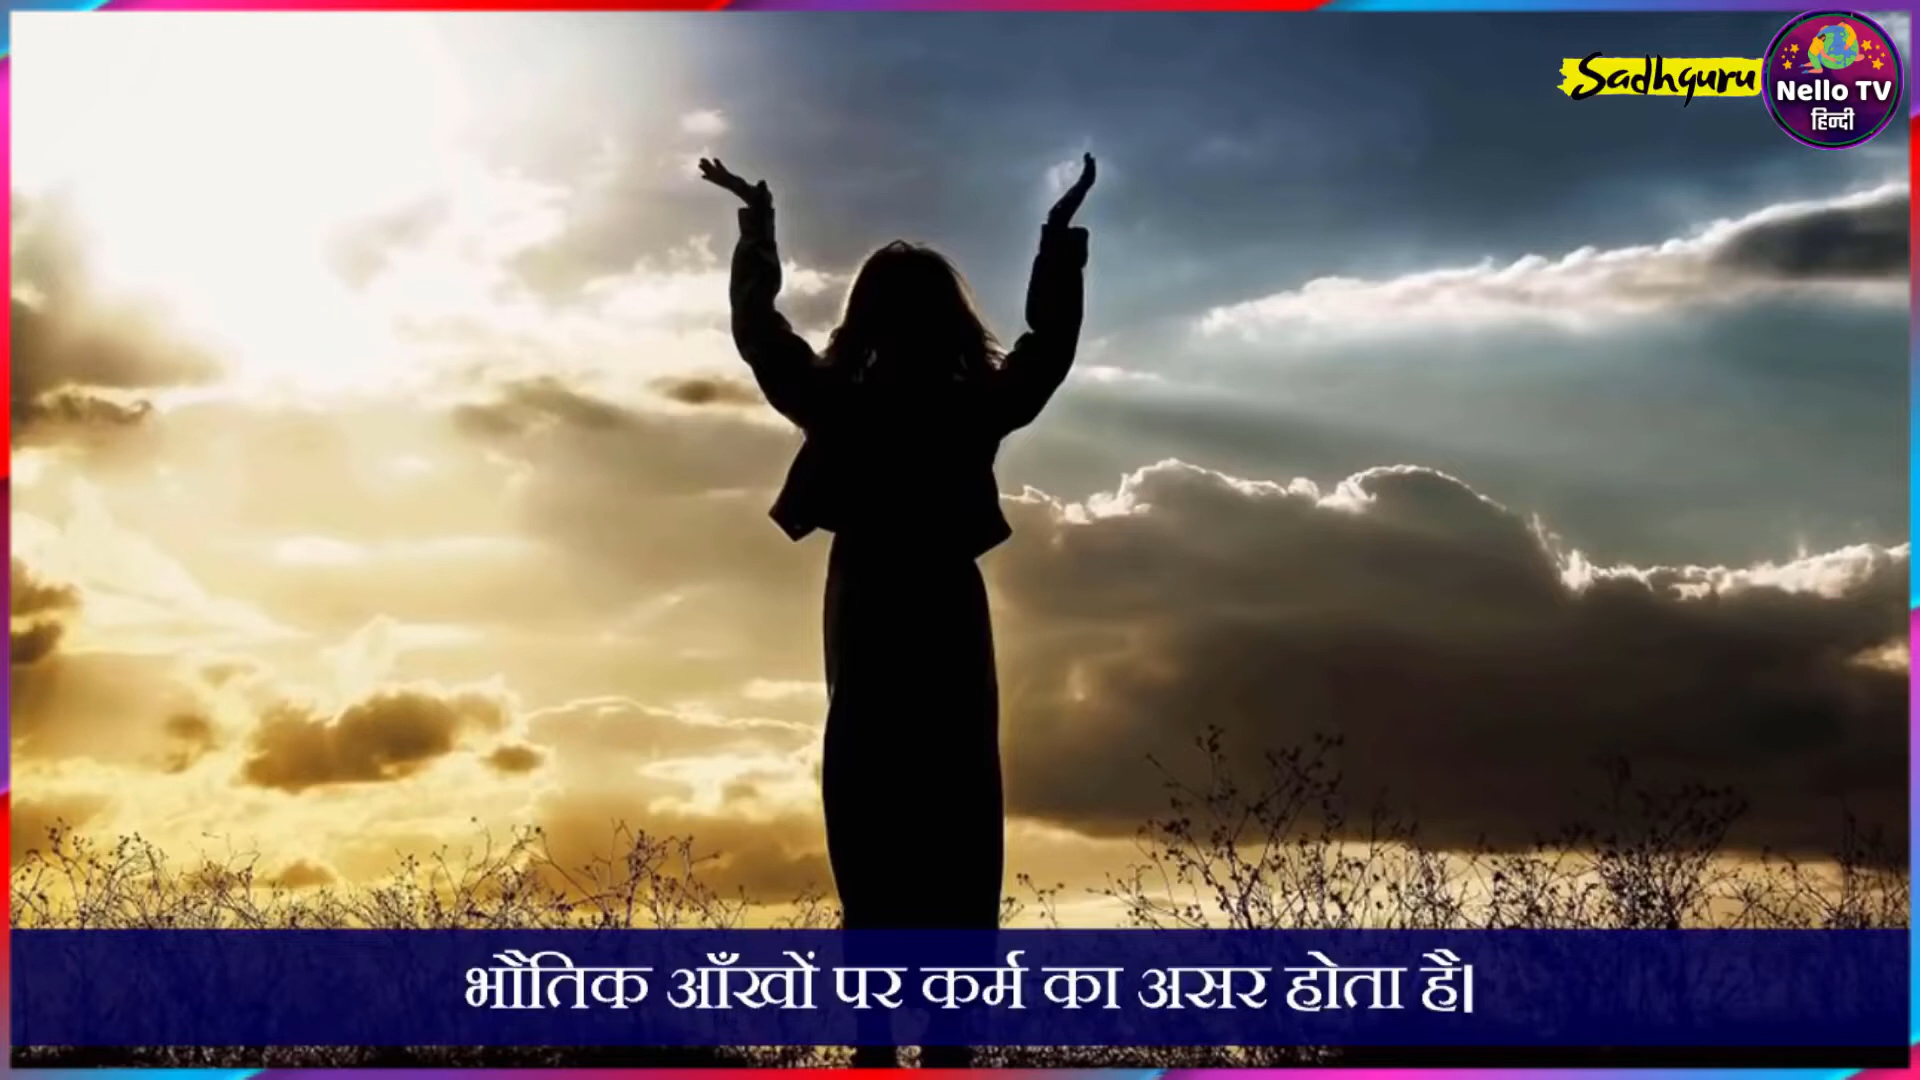 Sadhguru
Nello TV
हिन्दी
भौतिक आँखों पर कर्म का असर होता है।